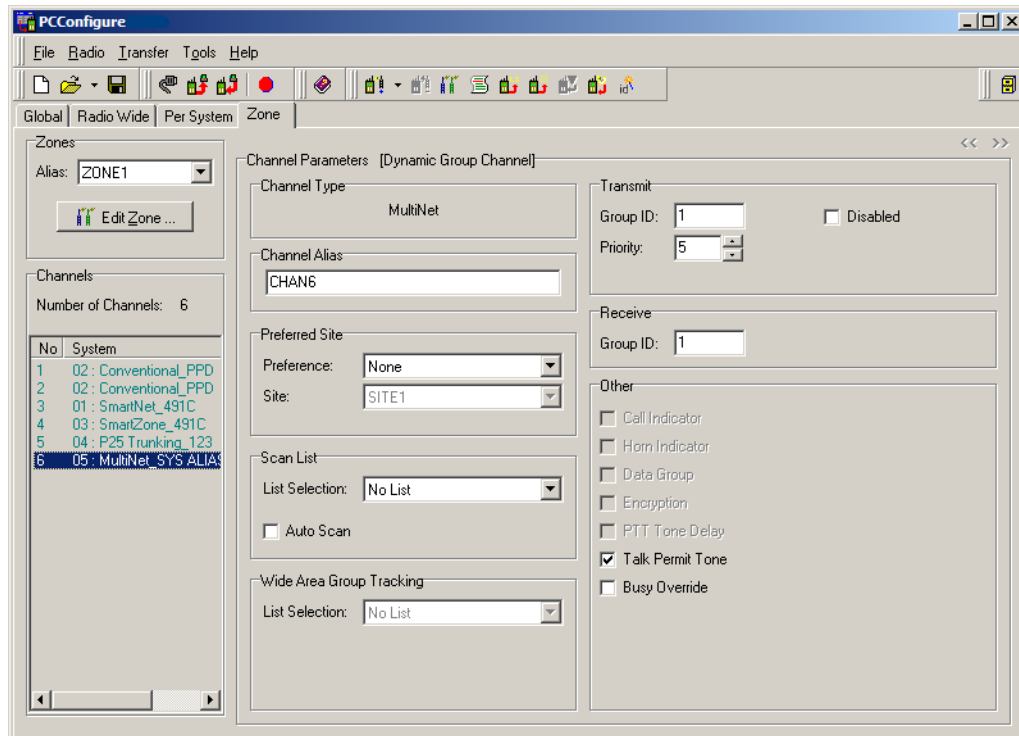 PCConfigure
File Radio Transfer Tools Help
id
Global Radio Wide Per System Zone
Zones
Alias: ZONE1
Edit Zone ...
Channels
Number of Channels: 6
No System
1 02 : Conventional_PPD
2 02 : Conventional_PPD
3 01 : SmartNet_491C
4 03 : SmartZone_491C
5 04 : P25 Trunking_123
6 05 : MultiNet_SYS ALIAS
<< >>
Channel Parameters [Dynamic Group Channel]
Channel Type
MultiNet
Channel Alias
CHAN6
Preferred Site
Preference: None
Site: SITE1
Scan List
List Selection: No List
Auto Scan
Wide Area Group Tracking
List Selection: No List
Transmit
Group ID: 1 Disabled
Priority: 5
Receive
Group ID: 1
Other
Call Indicator
Horn Indicator
Data Group
Encryption
PTT Tone Delay
Talk Permit Tone
Busy Override